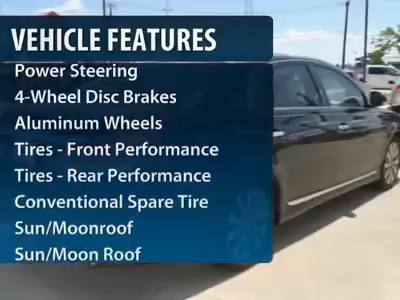 VEHICLE FEATURES
Power Steering
4-Wheel Disc Brakes
Aluminum Wheels
Tires - Front Performance
Tires - Rear Performance
Conventional Spare Tire
Sun/Moonroof
Sun/Moon Roof